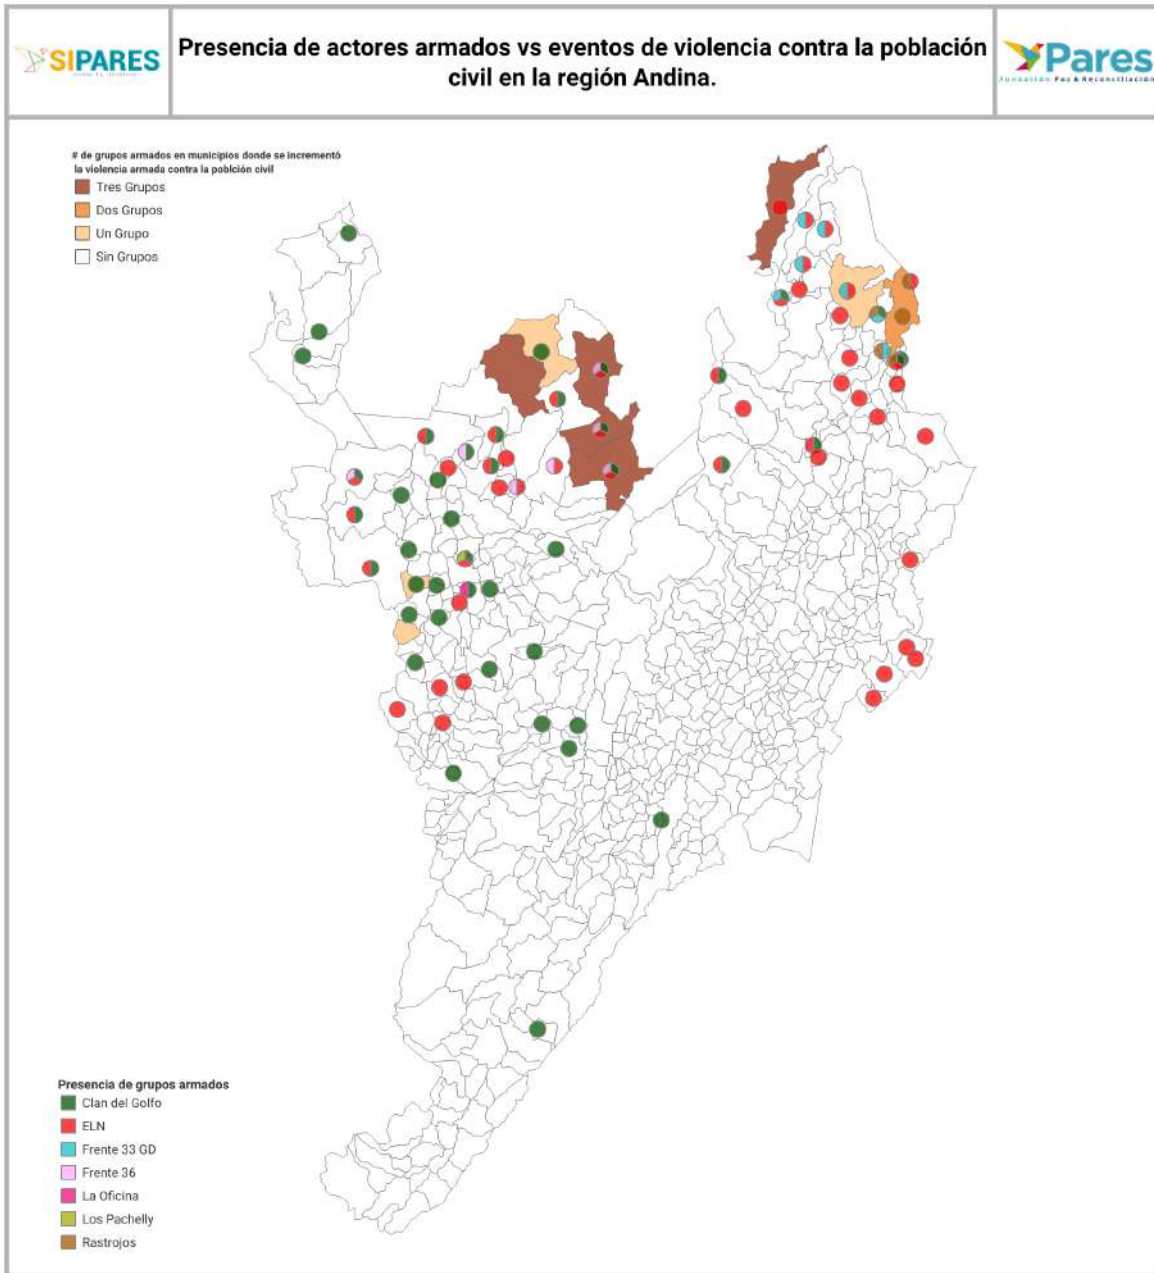 SIPARES
Presencia de actores armados vs eventos de violencia contra la población
civil en la región Andina.
Pares
Fundación Paz & Reconciliación
# de grupos armados en municipios donde se incrementó
la violencia armada contra la poblción civil
Tres Grupos
Dos Grupos
Un Grupo
Sin Grupos
Presencia de grupos armados
Clan del Golfo
ELN
Frente 33 GD
Frente 36
La Oficina
Los Pachelly
Rastrojos